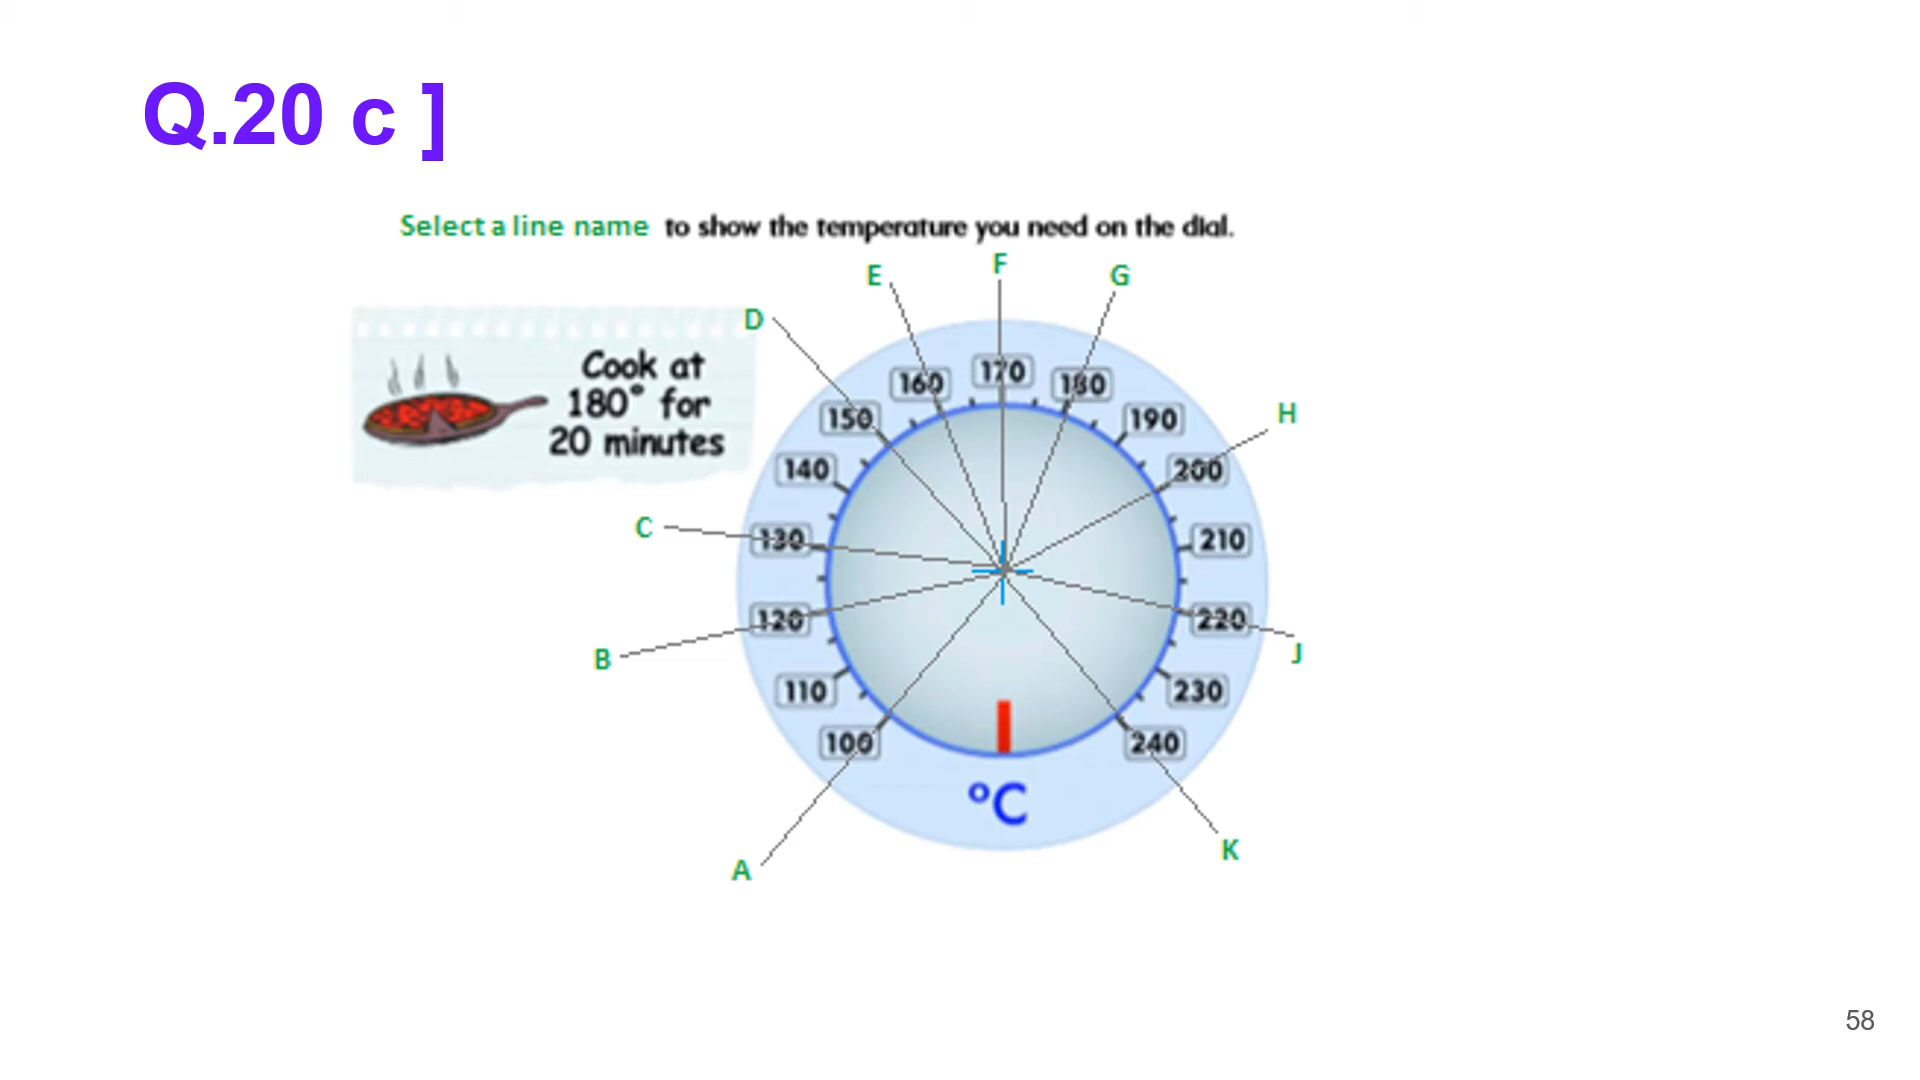 Q.20 c ]
Select a line name to show the temperature you need on the dial.
E
F
G
D
Cook at
180° for
20 minutes
160
170
180
150
190
H
140
200
C
130
210
120
220
B
J
110
230
100
240
°C
A
K
58